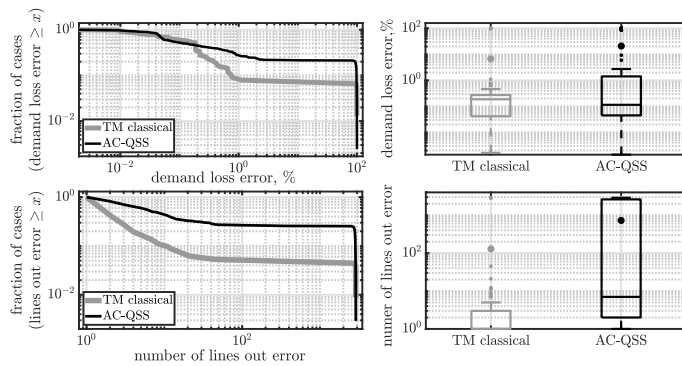 fraction of cases
(demand loss error ≥ x)
10^0
10^-2
TM classical
AC-QSS
10^-2
10^0
10^2
demand loss error, %
demand loss error,%
10^2
10^0
TM classical
AC-QSS
fraction of cases
(lines out error ≥ x)
10^0
10^-2
TM classical
AC-QSS
10^0
10^2
number of lines out error
numer of lines out error
10^2
10^0
TM classical
AC-QSS